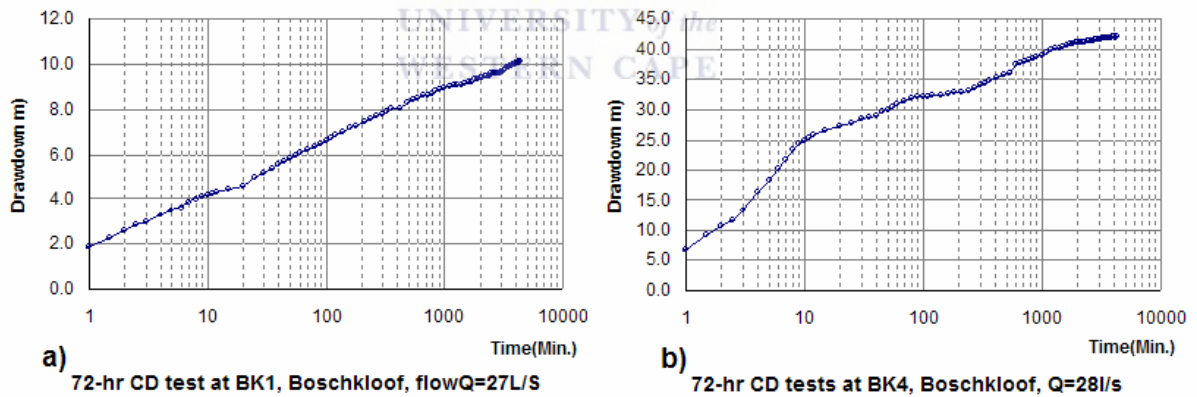 UNIVERSITY of the
WESTERN CAPE
12.0
10.0
8.0
6.0
4.0
2.0
0.0
Drawdown m)
1
10
100
1000
10000
Time(Min.)
a)
72-hr CD test at BK1, Boschkloof, flowQ=27L/S
45.0
40.0
35.0
30.0
25.0
20.0
15.0
10.0
5.0
0.0
Drawdown m)
1
10
100
1000
10000
Time(Min.)
b)
72-hr CD tests at BK4, Boschkloof, Q=28l/s